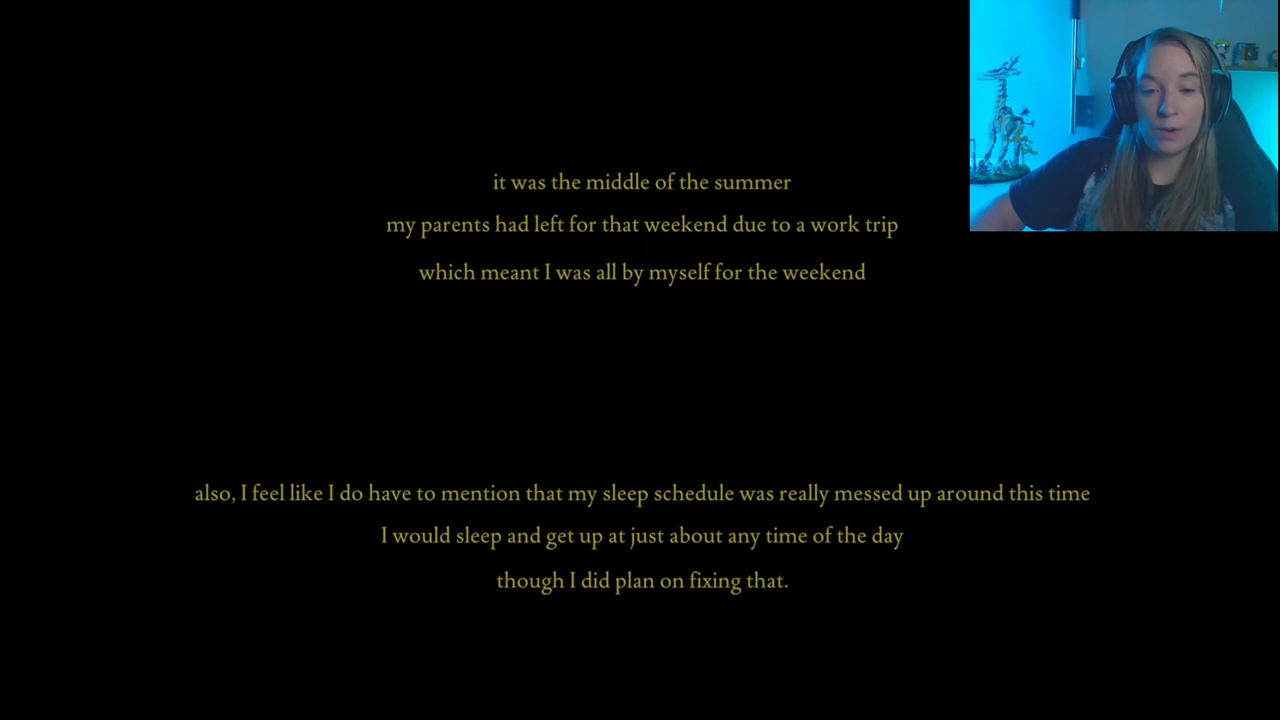 it was the middle of the summer
my parents had left for that weekend due to a work trip
which meant I was all by myself for the weekend
also, I feel like I do have to mention that my sleep schedule was really messed up around this time
I would sleep and get up at just about any time of the day
though I did plan on fixing that.